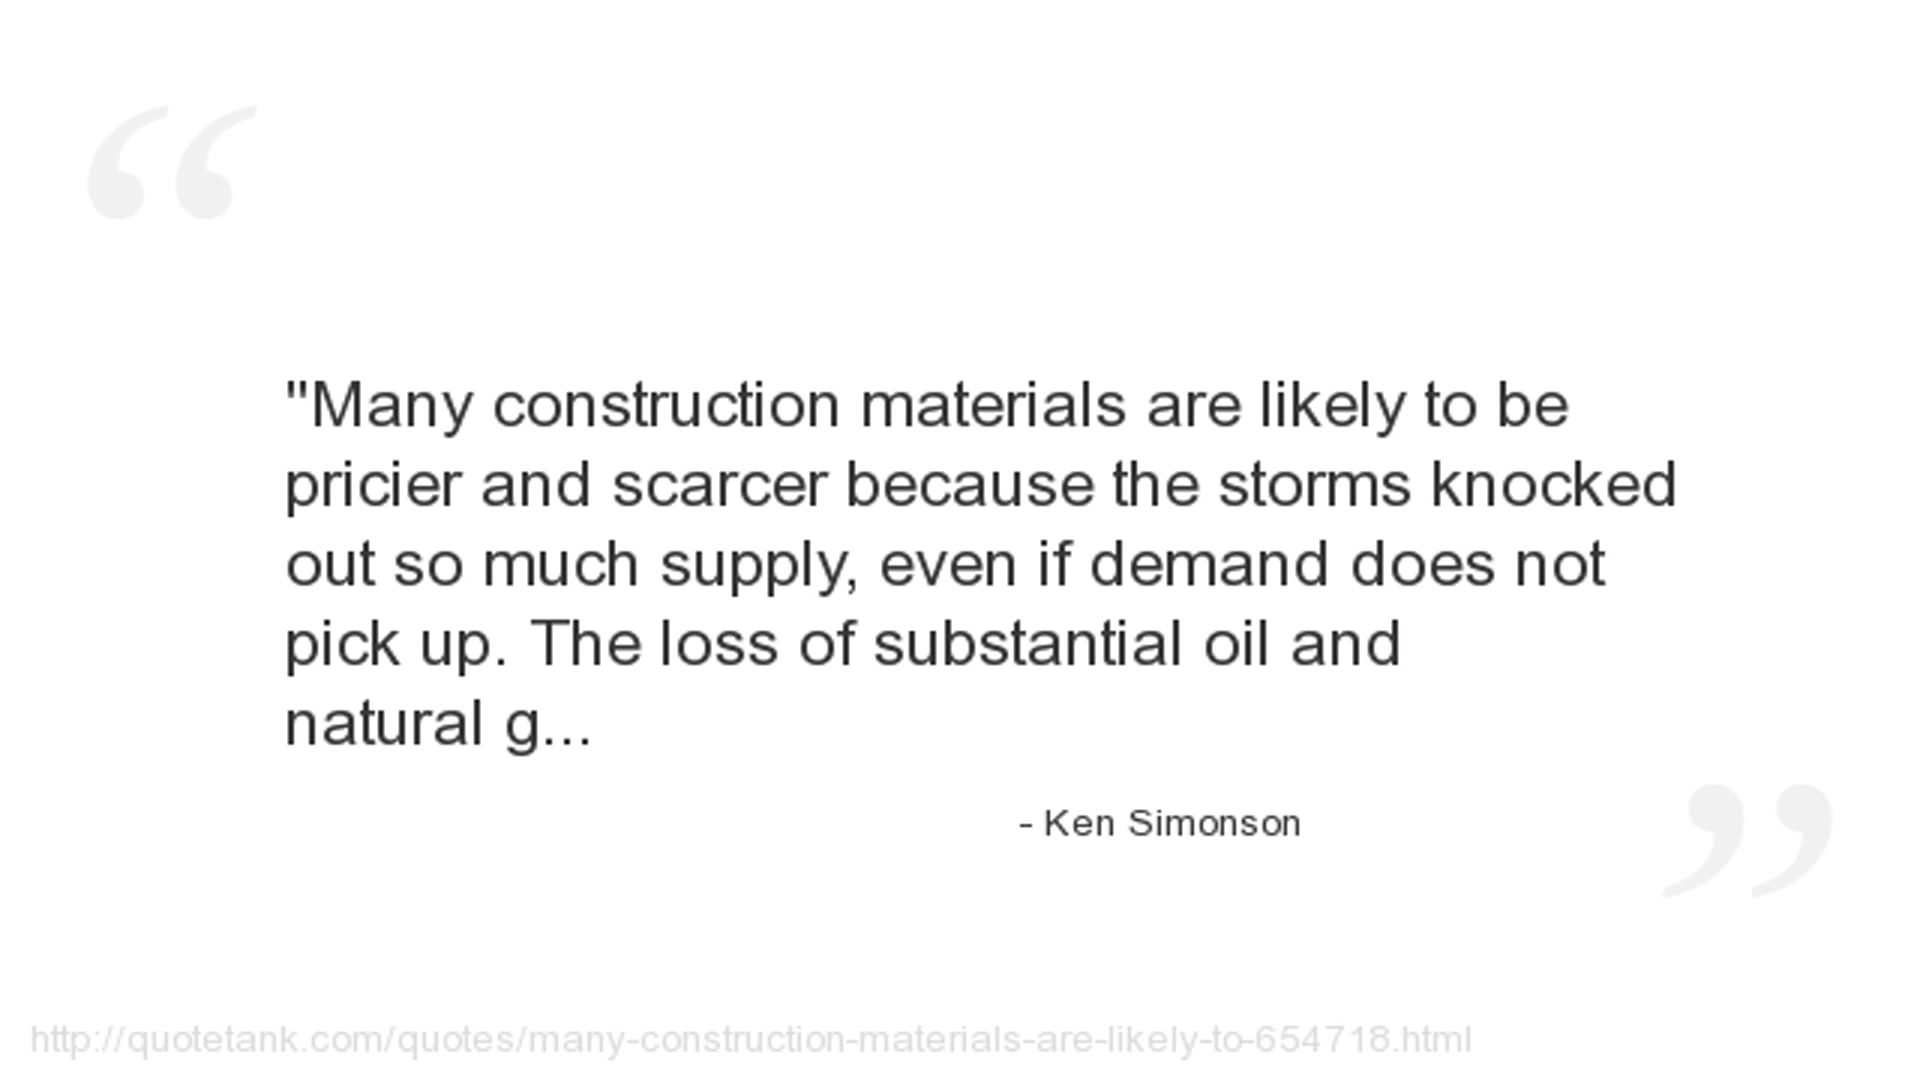 "Many construction materials are likely to be
pricier and scarcer because the storms knocked
out so much supply, even if demand does not
pick up. The loss of substantial oil and
natural g...
- Ken Simonson
http://quotetank.com/quotes/many-construction-materials-are-likely-to-654718.html